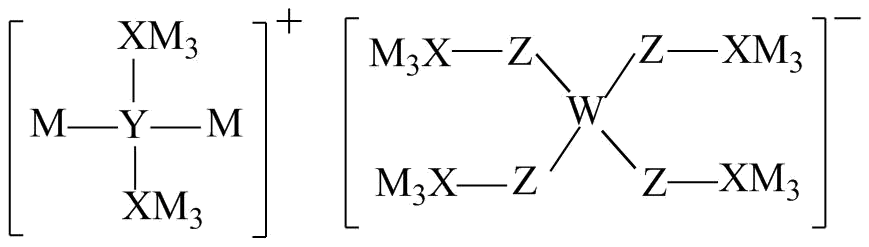 [XM₃ ]⁺ [ ]⁻
M₃X—Z Z—XM₃
M—Y—M W
M₃X—Z Z—XM₃
XM₃